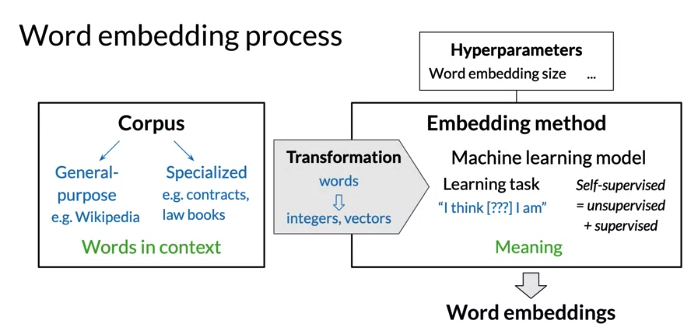 Word embedding process
Hyperparameters
Word embedding size ...
Corpus
General-
purpose
e.g. Wikipedia
Specialized
e.g. contracts,
law books
Words in context
Transformation
words
integers, vectors
Embedding method
Machine learning model
Learning task
“I think [???] I am”
Self-supervised
= unsupervised
+ supervised
Meaning
Word embeddings